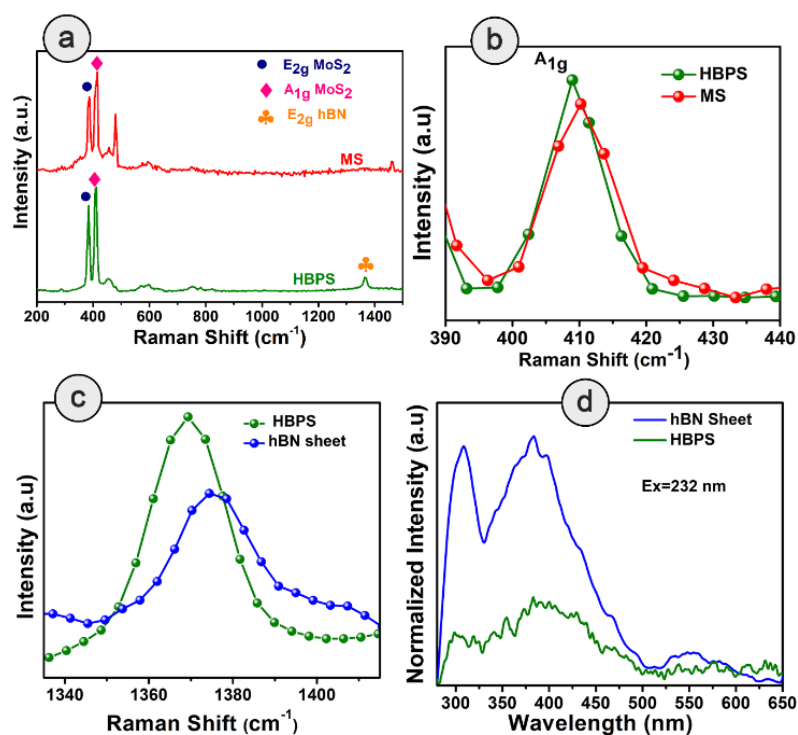 a
E2g MoS2
A1g MoS2
E2g hBN
MS
HBPS
Intensity (a.u.)
200 400 600 800 1000 1200 1400
Raman Shift (cm-1)
b
A1g
HBPS
MS
Intensity (a.u)
390 400 410 420 430 440
Raman Shift (cm-1)
c
HBPS
hBN sheet
Intensity (a.u)
1340 1360 1380 1400
Raman Shift (cm-1)
d
hBN Sheet
HBPS
Ex=232 nm
Normalized Intensity (a.u)
300 350 400 450 500 550 600 650
Wavelength (nm)